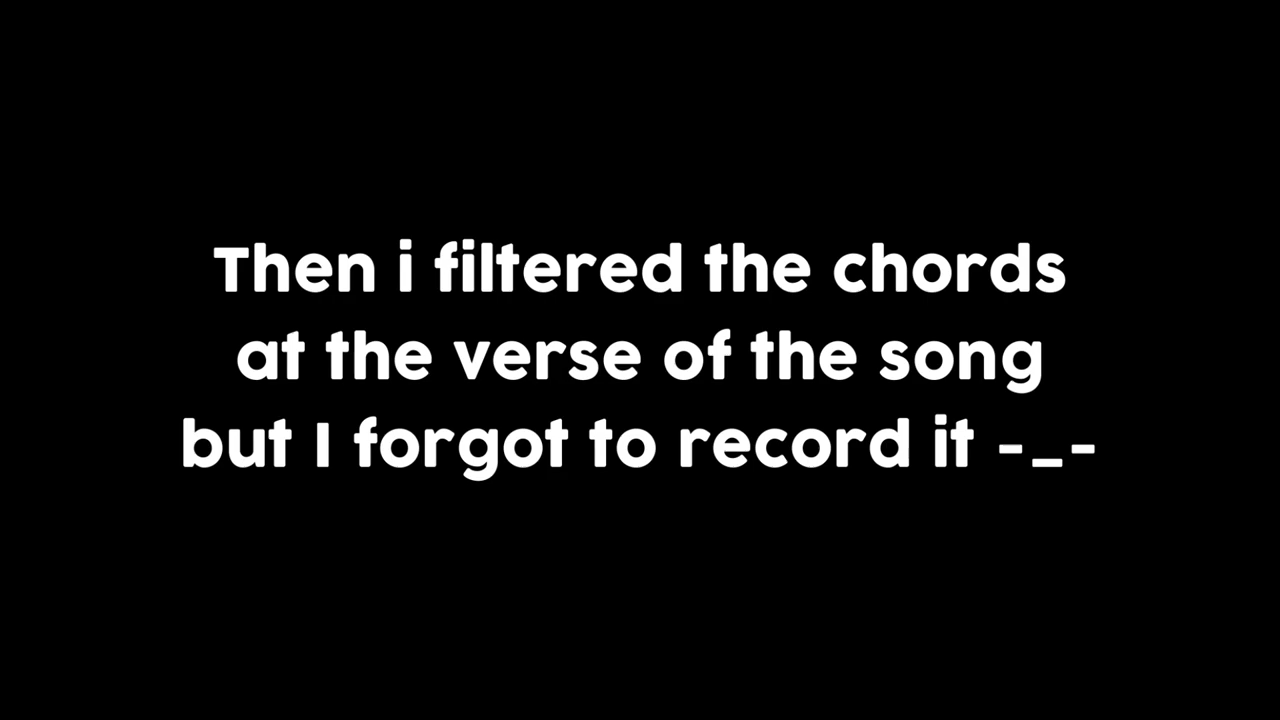 Then i filtered the chords
at the verse of the song
but I forgot to record it -_-